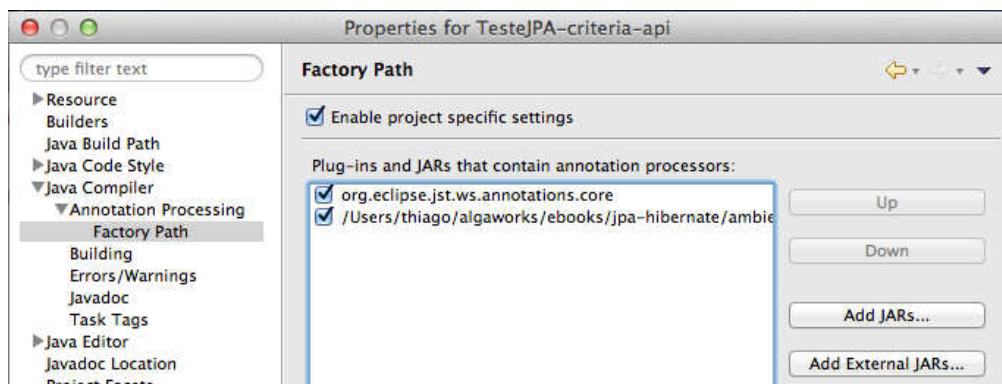 Properties for TesteJPA-criteria-api
type filter text
Resource
Builders
Java Build Path
Java Code Style
Java Compiler
Annotation Processing
Factory Path
Building
Errors/Warnings
Javadoc
Task Tags
Java Editor
Javadoc Location
Project Facets
Factory Path
Enable project specific settings
Plug-ins and JARs that contain annotation processors:
org.eclipse.jst.ws.annotations.core
/Users/thiago/algaworks/ebooks/jpa-hibernate/ambie
Up
Down
Add JARs...
Add External JARs...